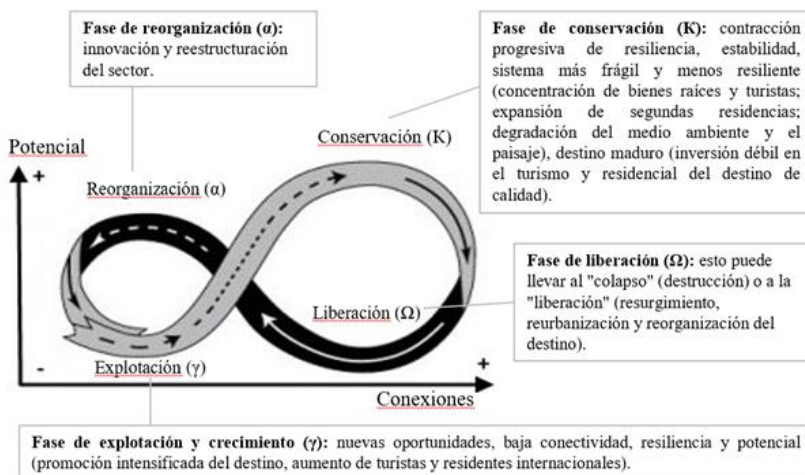 Fase de reorganización (α):
innovación y reestructuración
del sector.
Fase de conservación (K): contracción
progresiva de resiliencia, estabilidad,
sistema más frágil y menos resiliente
(concentración de bienes raíces y turistas;
expansión de segundas residencias;
degradación del medio ambiente y el
paisaje), destino maduro (inversión débil en
el turismo y residencial del destino de
calidad).
Potencial
+
Conservación (K)
Reorganización (α)
Fase de liberación (Ω): esto puede
llevar al "colapso" (destrucción) o a la
"liberación" (resurgimiento,
reurbanización y reorganización del
destino).
Liberación (Ω)
-
Explotación (γ)
+
Conexiones
Fase de explotación y crecimiento (γ): nuevas oportunidades, baja conectividad, resiliencia y potencial
(promoción intensificada del destino, aumento de turistas y residentes internacionales).